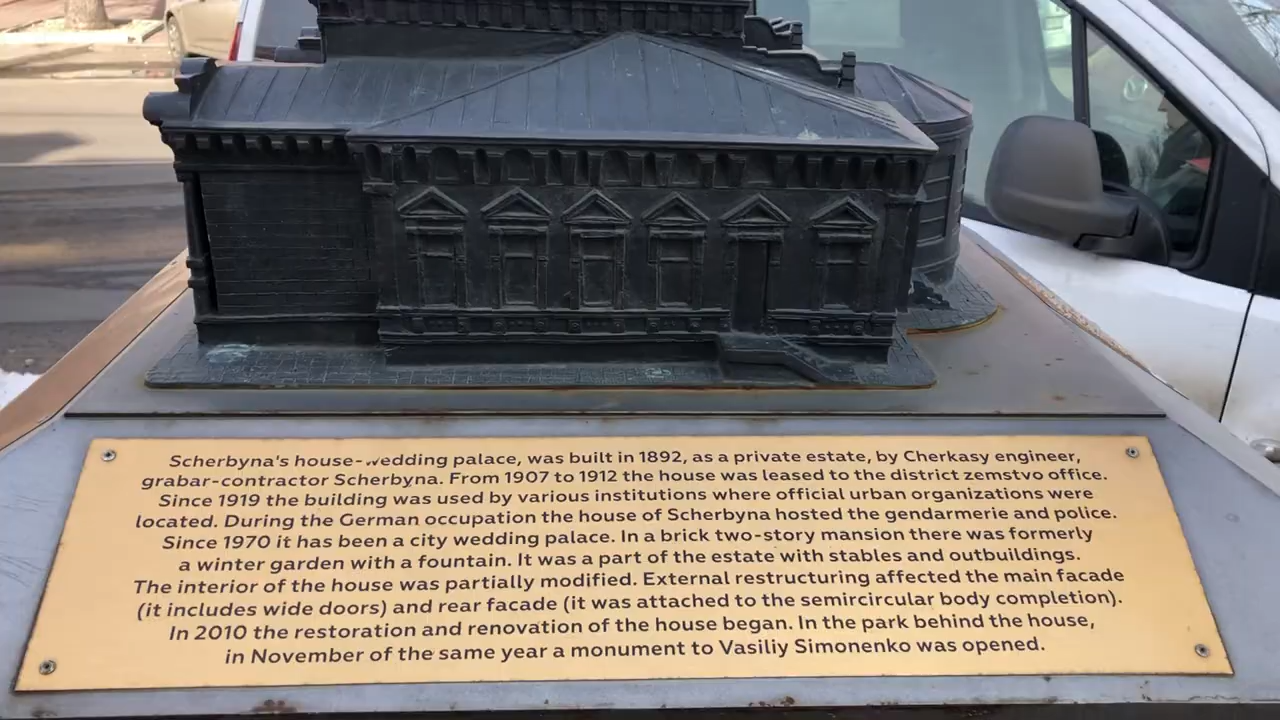 Scherbyna's house-wedding palace, was built in 1892, as a private estate, by Cherkasy engineer,
grabar-contractor Scherbyna. From 1907 to 1912 the house was leased to the district zemstvo office.
Since 1919 the building was used by various institutions where official urban organizations were
located. During the German occupation the house of Scherbyna hosted the gendarmerie and police.
Since 1970 it has been a city wedding palace. In a brick two-story mansion there was formerly
a winter garden with a fountain. It was a part of the estate with stables and outbuildings.
The interior of the house was partially modified. External restructuring affected the main facade
(it includes wide doors) and rear facade (it was attached to the semircircular body completion).
In 2010 the restoration and renovation of the house began. In the park behind the house,
in November of the same year a monument to Vasiliy Simonenko was opened.